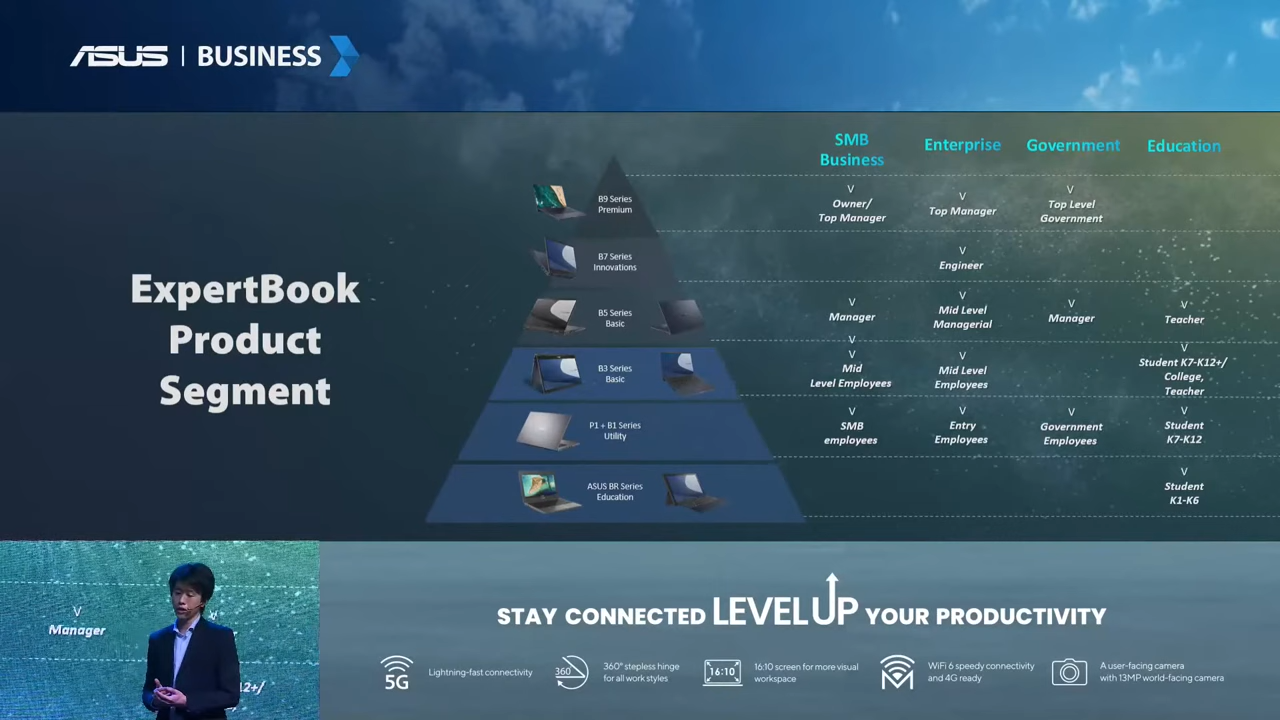 ASUS | BUSINESS
ExpertBook
Product
Segment
SMB
Business
Enterprise
Government
Education
B9 Series
Premium
V
Owner/
Top Manager
V
Top Manager
V
Top Level
Government
B7 Series
Innovations
V
Engineer
B5 Series
Basic
V
Manager
V
Mid Level
Managerial
V
Manager
V
Teacher
B3 Series
Basic
V
V
Mid
Level Employees
V
Mid Level
Employees
V
Student K7-K12+/
College,
Teacher
P1 + B1 Series
Utility
V
SMB
employees
V
Entry
Employees
V
Government
Employees
V
Student
K7-K12
ASUS BR Series
Education
V
Student
K1-K6
V
Manager
12+/
STAY CONNECTED LEVEL UP YOUR PRODUCTIVITY
5G
Lightning-fast connectivity
360°
360° stepless hinge
for all work styles
16:10
16:10 screen for more visual
workspace
WiFi 6 speedy connectivity
and 4G ready
A user-facing camera
with 13MP world-facing camera